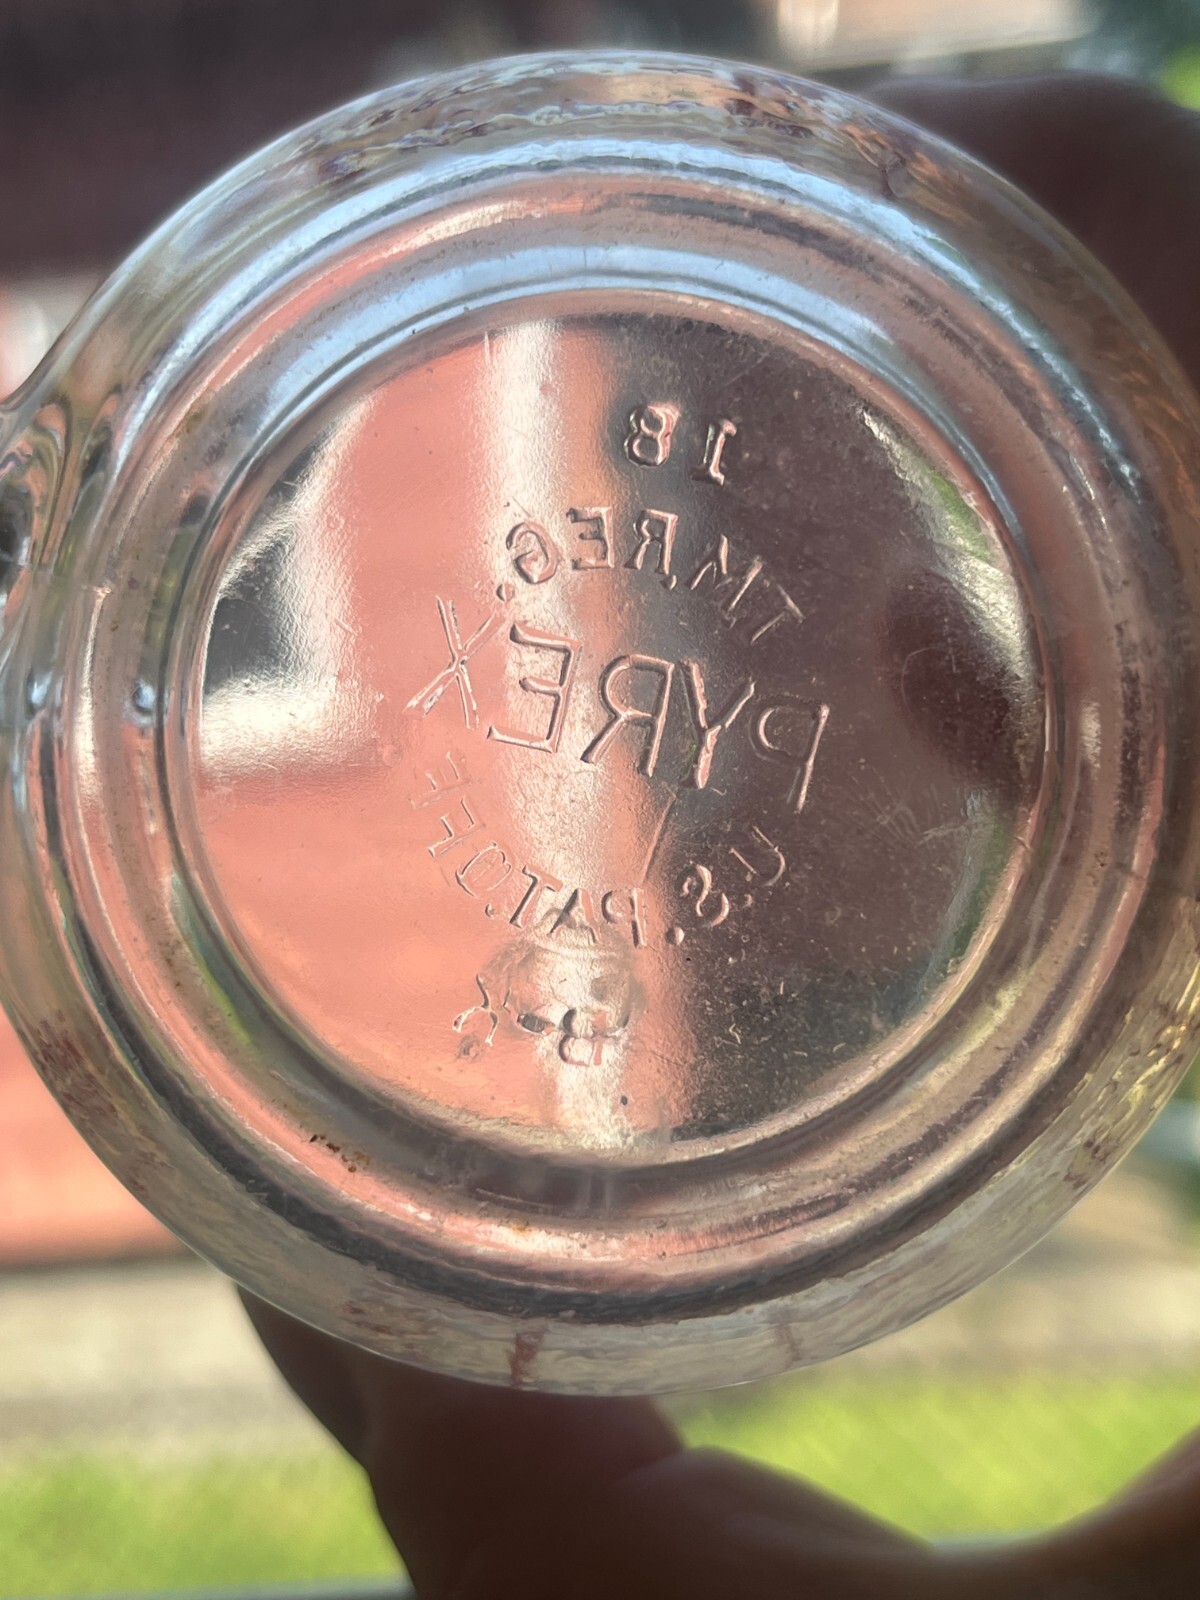 18
T.M.REG.
PYREX
U.S.PAT.OFF
B-